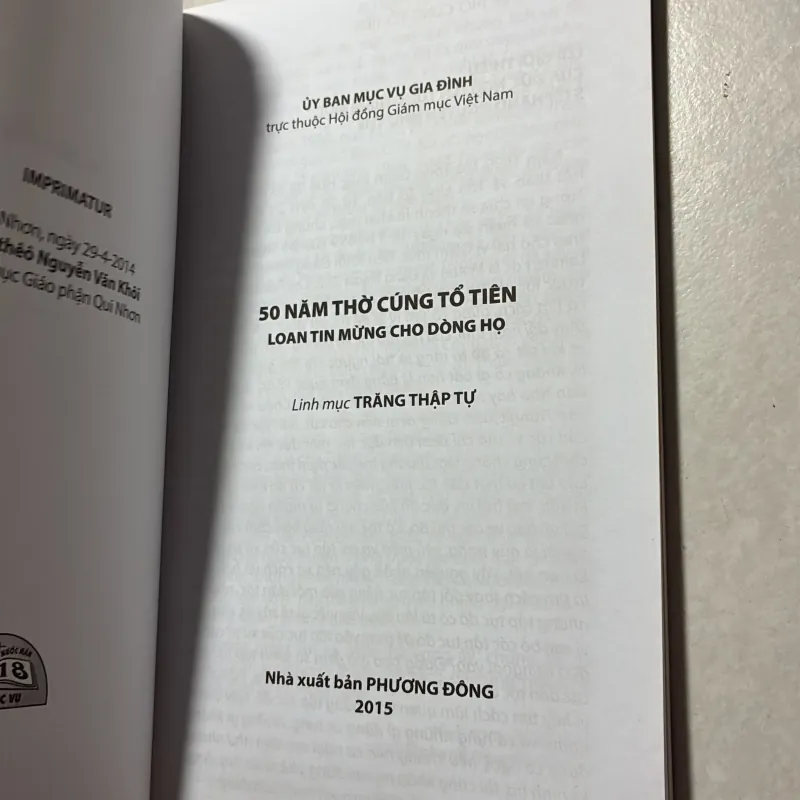 IMPRIMATUR
Nhơn, ngày 29-4-2014
thêô Nguyễn Văn Khôi
ục Giáo phận Qui Nhơn
18
C VU
ỦY BAN MỤC VỤ GIA ĐÌNH
trực thuộc Hội đồng Giám mục Việt Nam
50 NĂM THỜ CÚNG TỔ TIÊN
LOAN TIN MỪNG CHO DÒNG HỌ
Linh mục TRĂNG THẬP TỰ
Nhà xuất bản PHƯƠNG ĐÔNG
2015